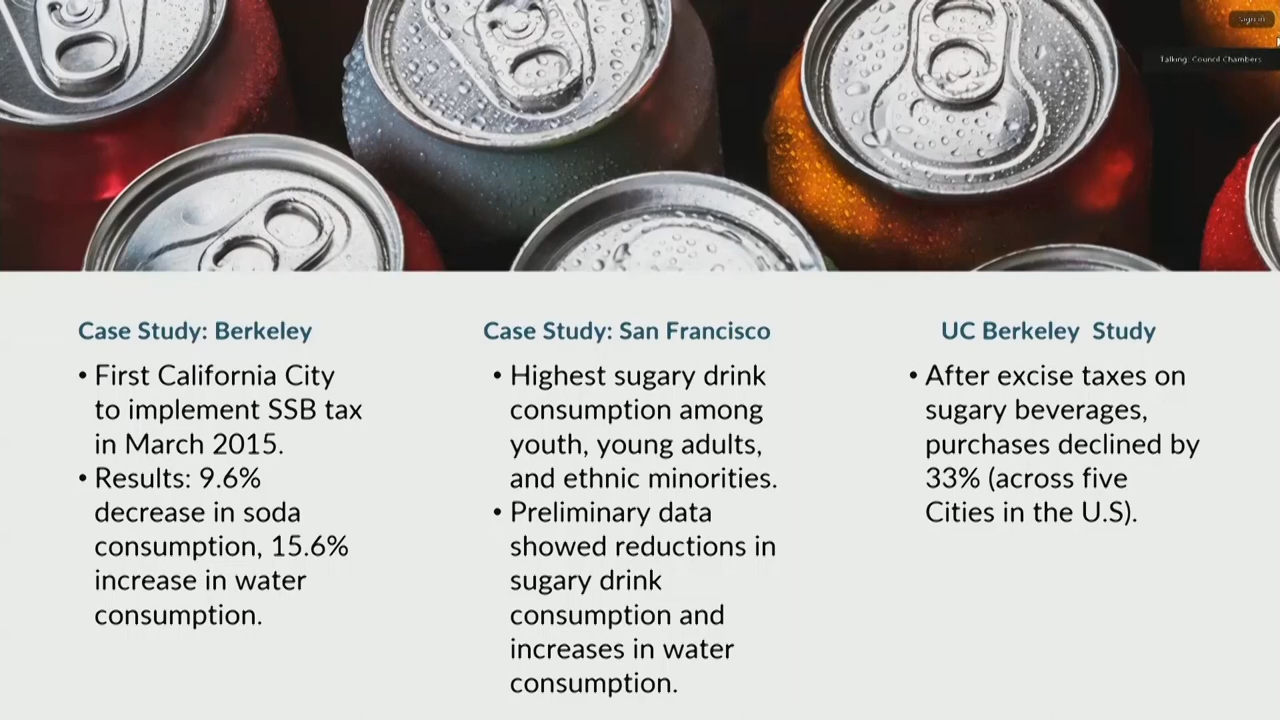 Sign in
Talking: Council Chambers
Case Study: Berkeley
• First California City
to implement SSB tax
in March 2015.
• Results: 9.6%
decrease in soda
consumption, 15.6%
increase in water
consumption.
Case Study: San Francisco
• Highest sugary drink
consumption among
youth, young adults,
and ethnic minorities.
• Preliminary data
showed reductions in
sugary drink
consumption and
increases in water
consumption.
UC Berkeley  Study
• After excise taxes on
sugary beverages,
purchases declined by
33% (across five
Cities in the U.S).